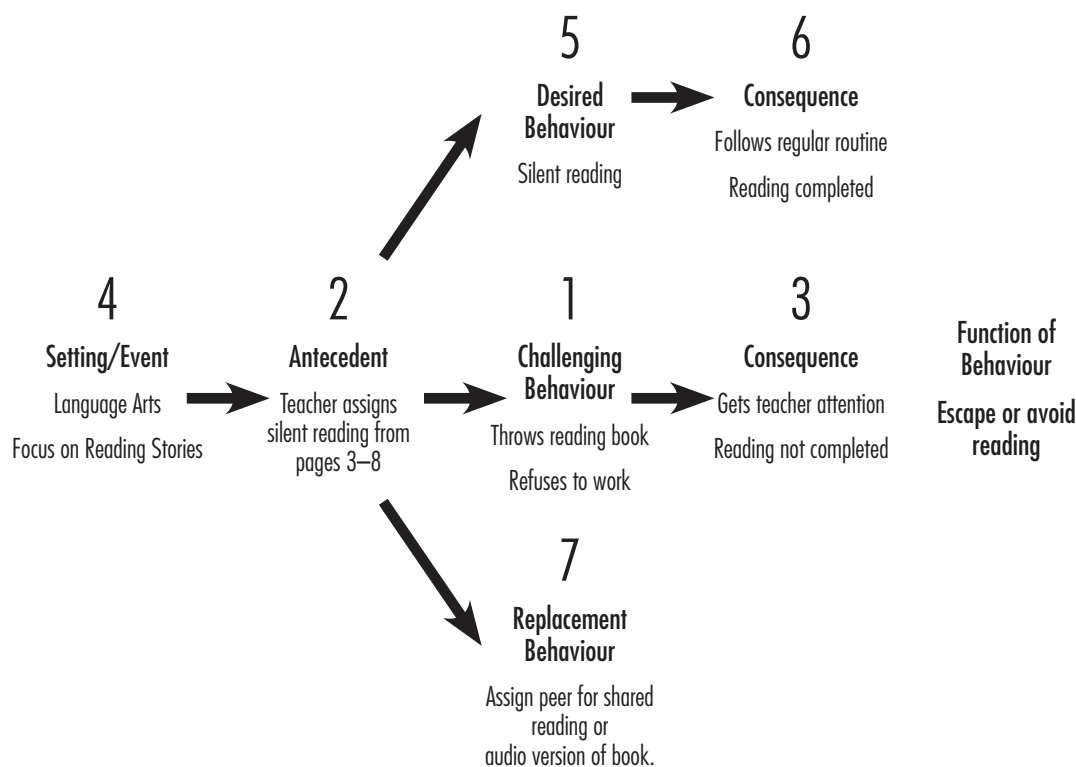 5
Desired
Behaviour
Silent reading
6
Consequence
Follows regular routine
Reading completed
4
Setting/Event
Language Arts
Focus on Reading Stories
2
Antecedent
Teacher assigns
silent reading from
pages 3–8
1
Challenging
Behaviour
Throws reading book
Refuses to work
3
Consequence
Gets teacher attention
Reading not completed
Function of
Behaviour
Escape or avoid
reading
7
Replacement
Behaviour
Assign peer for shared
reading or
audio version of book.